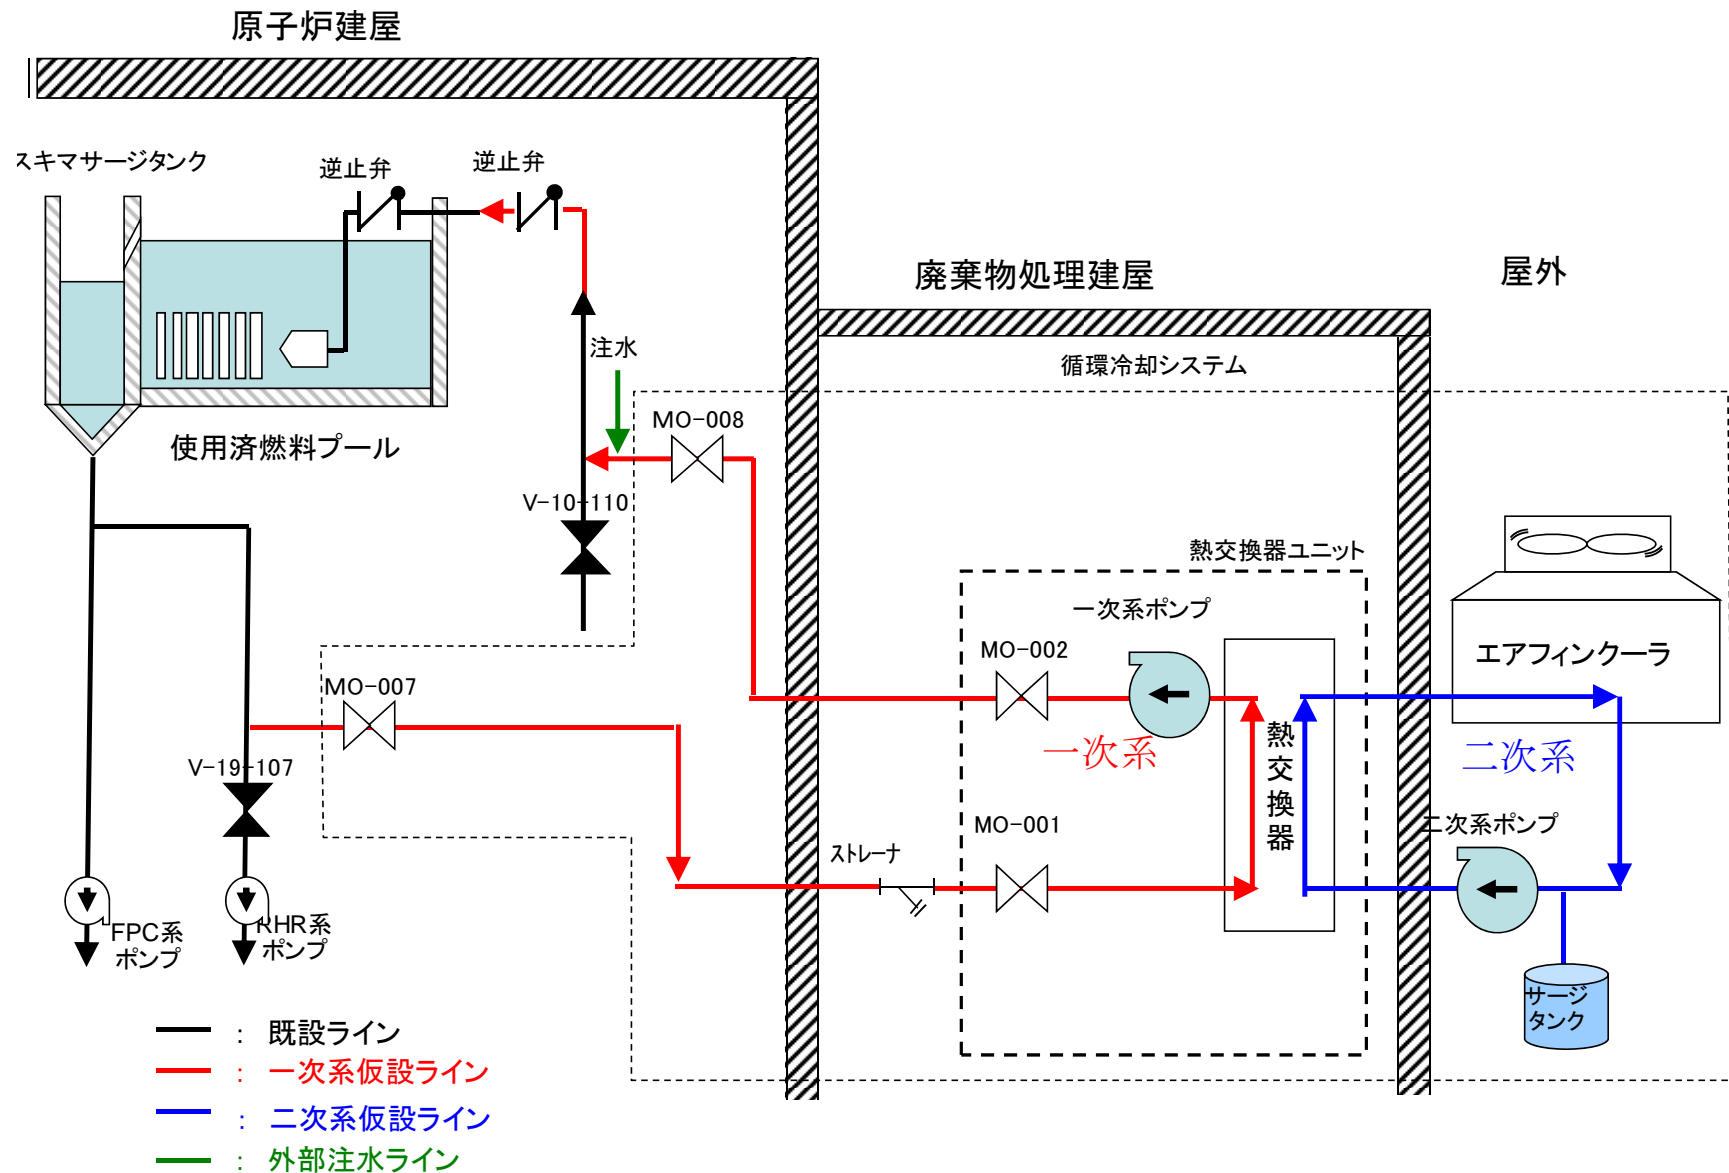 原子炉建屋
スキマサージタンク
逆止弁
逆止弁
廃棄物処理建屋
屋外
注水
循環冷却システム
MO-008
使用済燃料プール
V-10-110
熱交換器ユニット
一次系ポンプ
MO-002
エアフィンクーラ
MO-007
一次系
熱交換器
二次系
V-19-107
MO-001
二次系ポンプ
ストレーナ
FPC系
ポンプ
RHR系
ポンプ
サージ
タンク
: 既設ライン
: 一次系仮設ライン
: 二次系仮設ライン
: 外部注水ライン